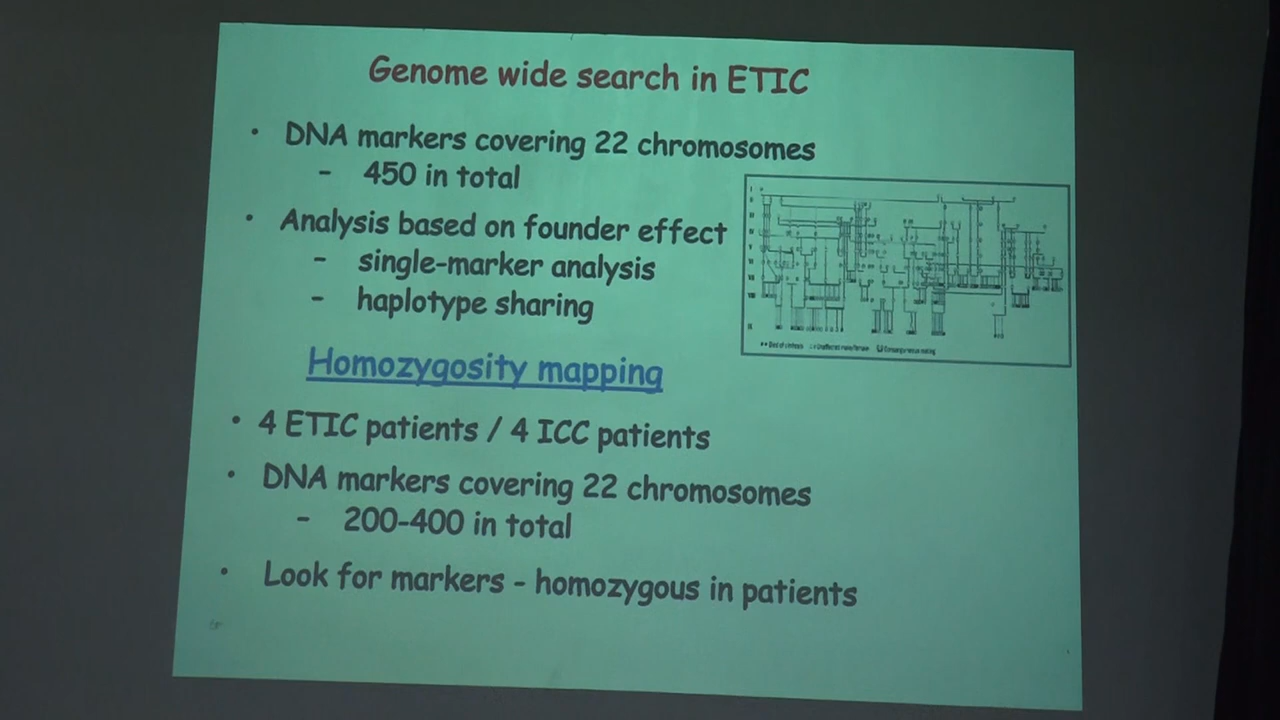 Genome wide search in ETIC
• DNA markers covering 22 chromosomes
- 450 in total
• Analysis based on founder effect
- single-marker analysis
- haplotype sharing
Homozygosity mapping
• 4 ETIC patients / 4 ICC patients
• DNA markers covering 22 chromosomes
- 200-400 in total
• Look for markers - homozygous in patients